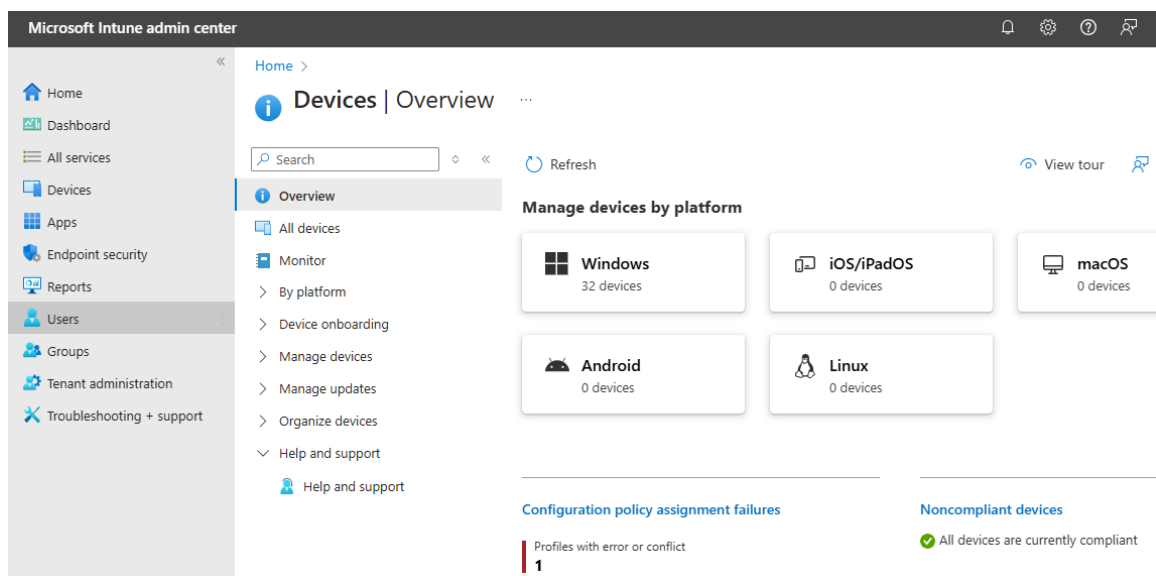 Microsoft Intune admin center
Home
Dashboard
All services
Devices
Apps
Endpoint security
Reports
Users
Groups
Tenant administration
Troubleshooting + support
Home >
Devices | Overview ...
Search
Overview
All devices
Monitor
By platform
Device onboarding
Manage devices
Manage updates
Organize devices
Help and support
Help and support
Refresh
View tour
Manage devices by platform
Windows
32 devices
iOS/iPadOS
0 devices
macOS
0 devices
Android
0 devices
Linux
0 devices
Configuration policy assignment failures
Profiles with error or conflict
1
Noncompliant devices
All devices are currently compliant